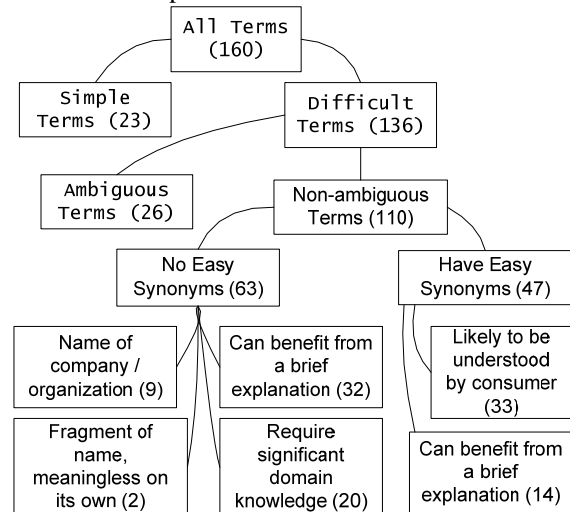 All Terms
(160)
Simple
Terms (23)
Difficult
Terms (136)
Ambiguous
Terms (26)
Non-ambiguous
Terms (110)
No Easy
Synonyms (63)
Have Easy
Synonyms (47)
Name of
company /
organization (9)
Can benefit from
a brief
explanation (32)
Likely to be
understood
by consumer
(33)
Fragment of
name,
meaningless on
its own (2)
Require
significant
domain
knowledge (20)
Can benefit from
a brief
explanation (14)